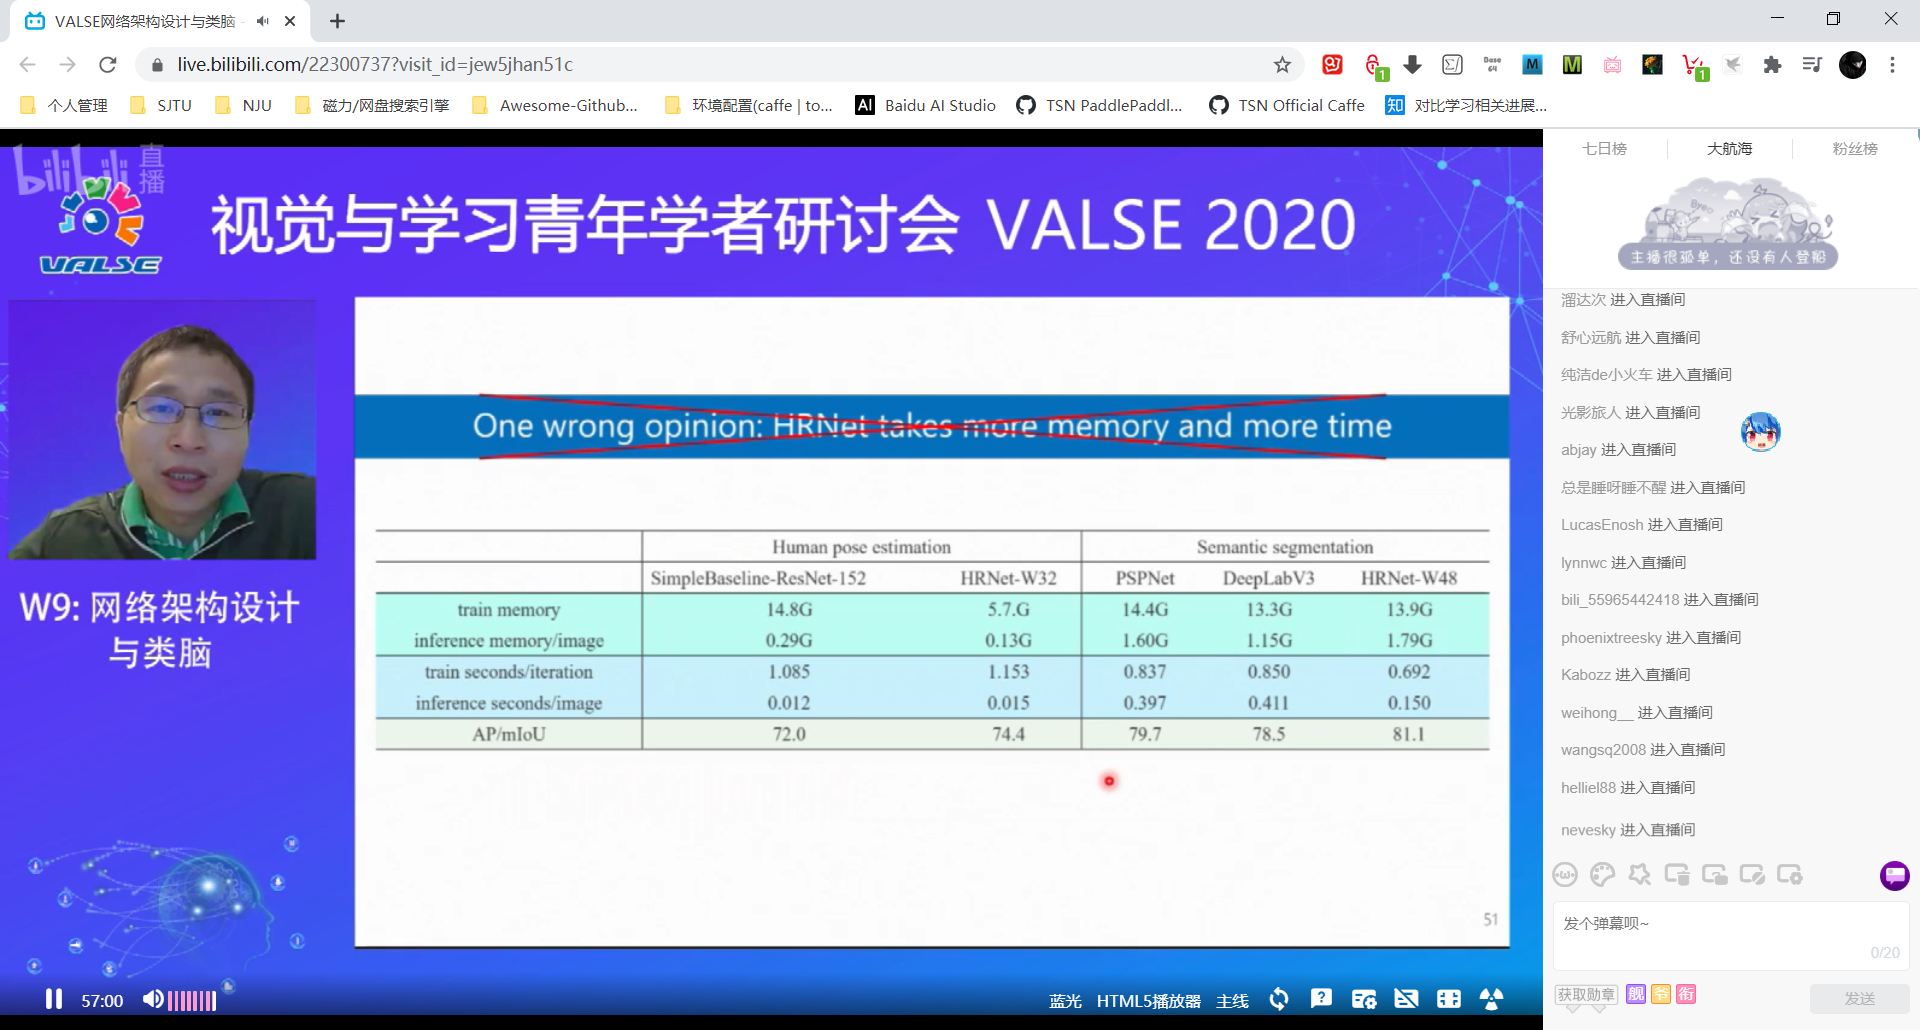 VALSE网络架构设计与类脑
live.bilibili.com/22300737?visit_id=jew5jhan51c
个人管理
SJTU
NJU
磁力/网盘搜索引擎
Awesome-Github...
环境配置(caffe | to...
AI Baidu AI Studio
TSN PaddlePaddl...
TSN Official Caffe
知 对比学习相关进展...
bilibili 直播
VALSE
视觉与学习青年学者研讨会 VALSE 2020
W9: 网络架构设计
与类脑
One wrong opinion: HRNet takes more memory and more time
Human pose estimation Semantic segmentation
SimpleBaseline-ResNet-152 HRNet-W32 PSPNet DeepLabV3 HRNet-W48
train memory 14.8G 5.7.G 14.4G 13.3G 13.9G
inference memory/image 0.29G 0.13G 1.60G 1.15G 1.79G
train seconds/iteration 1.085 1.153 0.837 0.850 0.692
inference seconds/image 0.012 0.015 0.397 0.411 0.150
AP/mIoU 72.0 74.4 79.7 78.5 81.1
51
57:00
蓝光 HTML5播放器 主线
七日榜 大航海 粉丝榜
主播很孤单，还没有人登船
溜达次 进入直播间
舒心远航 进入直播间
纯洁de小火车 进入直播间
光影旅人 进入直播间
abjay 进入直播间
总是睡呀睡不醒 进入直播间
LucasEnosh 进入直播间
lynnwc 进入直播间
bili_55965442418 进入直播间
phoenixtreesky 进入直播间
Kabozz 进入直播间
weihong__ 进入直播间
wangsq2008 进入直播间
helliel88 进入直播间
nevesky 进入直播间
发个弹幕呗~
0/20
获取勋章 舰 爷 衔
发送